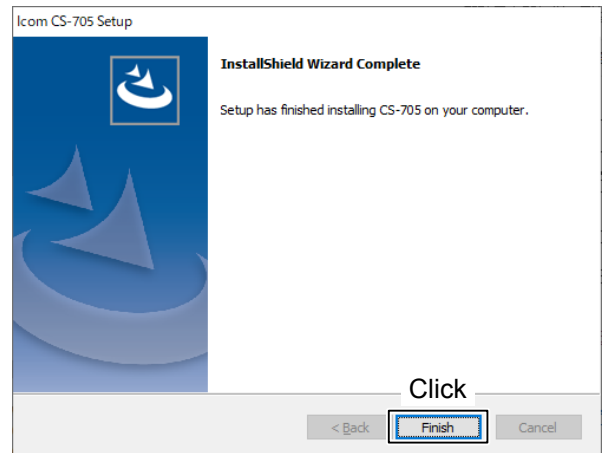 Icom CS-705 Setup
InstallShield Wizard Complete
Setup has finished installing CS-705 on your computer.
Click
< Back
Finish
Cancel